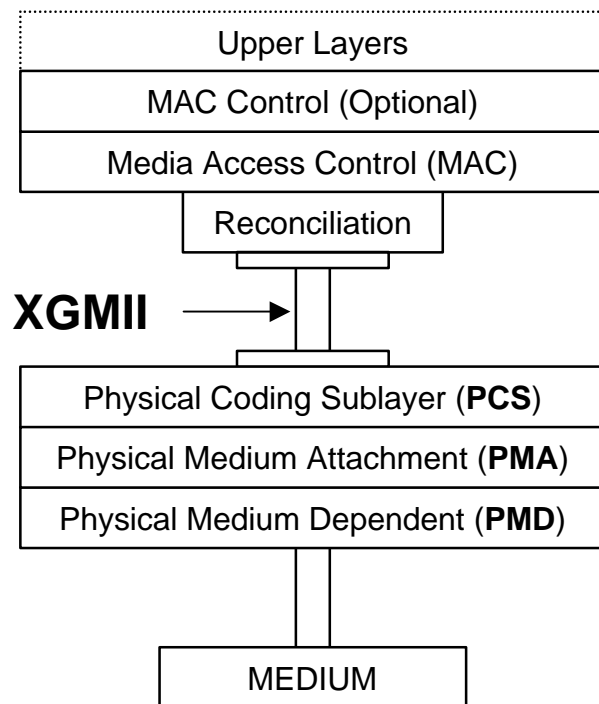 Upper Layers
MAC Control (Optional)
Media Access Control (MAC)
Reconciliation
XGMII
Physical Coding Sublayer (PCS)
Physical Medium Attachment (PMA)
Physical Medium Dependent (PMD)
MEDIUM